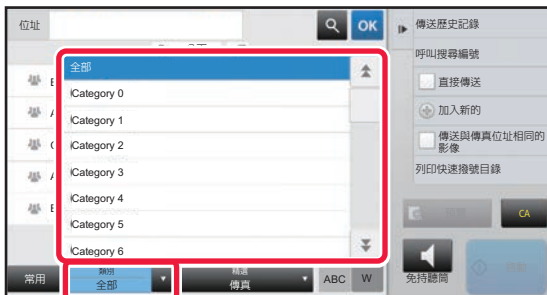 位址
OK
全部
Category 0
Category 1
Category 2
Category 3
Category 4
Category 5
Category 6
常用
類別
全部
精選
傳真
ABC
W
傳送歷史記錄
呼叫搜尋編號
直接傳送
加入新的
傳送與傳真位址相同的
影像
列印快速撥號目錄
CA
免持聽筒